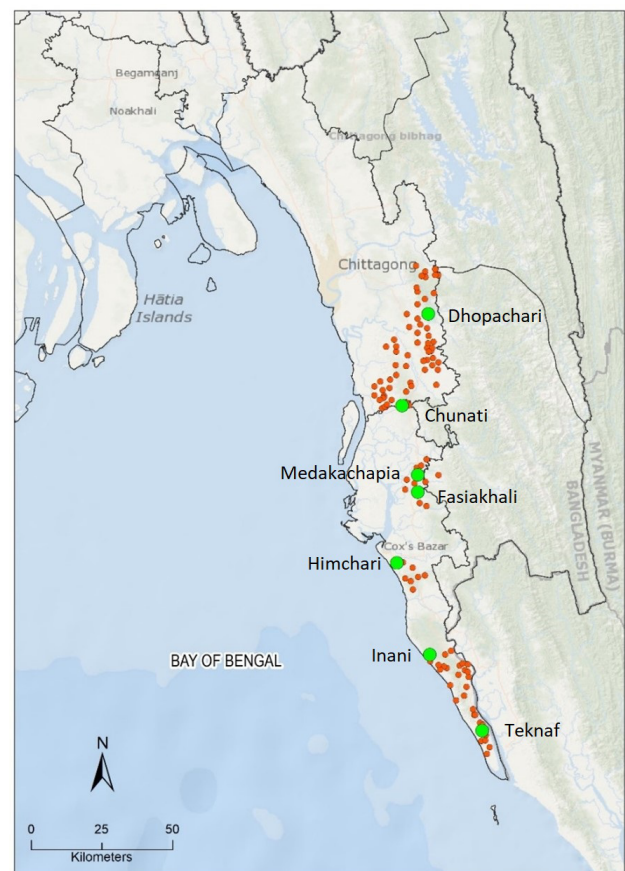 Begamganj
Noakhali
Chittagong bibhag
Chittagong
Hātia
Islands
Dhopachari
Chunati
Medakachapia
Fasiakhali
MYANMAR (BURMA)
BANGLADESH
Cox's Bazar
Himchari
Inani
BAY OF BENGAL
Teknaf
N
0 25 50
Kilometers